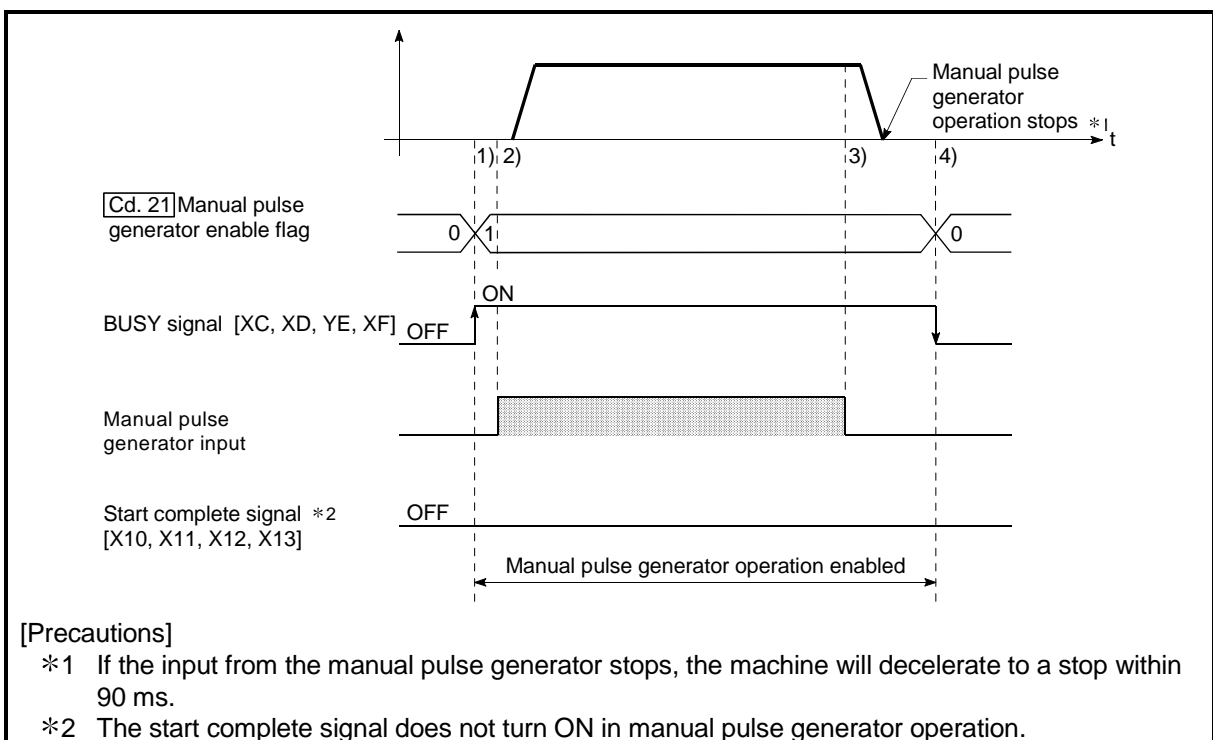 Manual pulse
generator
operation stops *1
t
1) 2) 3) 4)
Cd. 21 Manual pulse
generator enable flag
0 1 0
ON
BUSY signal [XC, XD, YE, XF] OFF
Manual pulse
generator input
Start complete signal *2 OFF
[X10, X11, X12, X13]
Manual pulse generator operation enabled
[Precautions]
*1 If the input from the manual pulse generator stops, the machine will decelerate to a stop within
90 ms.
*2 The start complete signal does not turn ON in manual pulse generator operation.